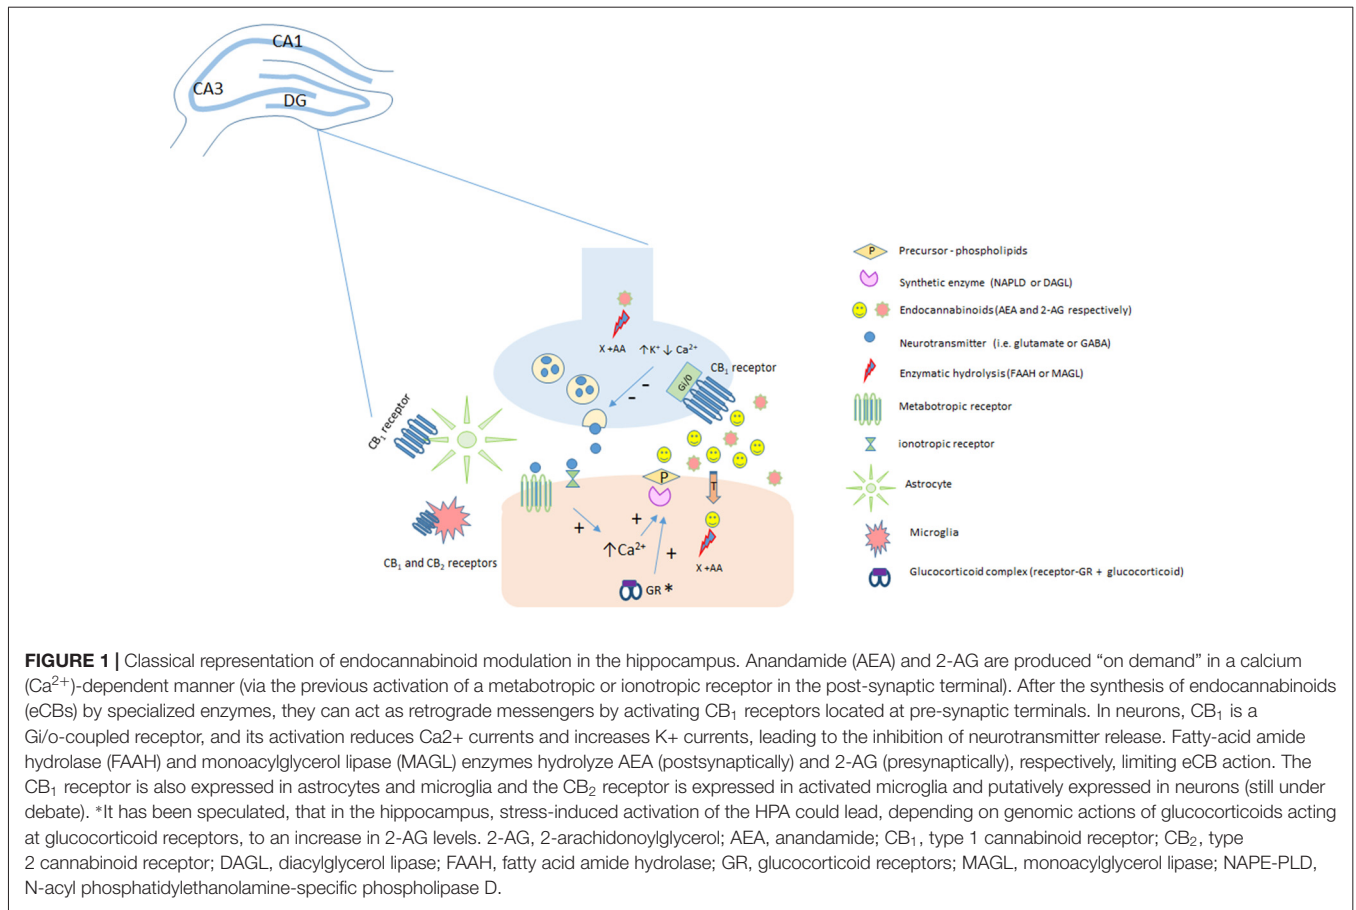 CA1
CA3
DG
P Precursor - phospholipids
Synthetic enzyme (NAPLD or DAGL)
Endocannabinoids (AEA and 2-AG respectively)
Neurotransmitter (i.e. glutamate or GABA)
Enzymatic hydrolysis (FAAH or MAGL)
Metabotropic receptor
ionotropic receptor
Astrocyte
Microglia
Glucocorticoid complex (receptor-GR + glucocorticoid)
X +AA
↑K⁺ ↓ Ca²⁺
Gi/0
CB₁ receptor
−
−
CB₁ receptor
P
T
+
+
↑Ca²⁺
+
X +AA
GR *
CB₁ and CB₂ receptors
FIGURE 1 | Classical representation of endocannabinoid modulation in the hippocampus. Anandamide (AEA) and 2-AG are produced “on demand” in a calcium
(Ca²⁺)-dependent manner (via the previous activation of a metabotropic or ionotropic receptor in the post-synaptic terminal). After the synthesis of endocannabinoids
(eCBs) by specialized enzymes, they can act as retrograde messengers by activating CB₁ receptors located at pre-synaptic terminals. In neurons, CB₁ is a
Gi/o-coupled receptor, and its activation reduces Ca2+ currents and increases K+ currents, leading to the inhibition of neurotransmitter release. Fatty-acid amide
hydrolase (FAAH) and monoacylglycerol lipase (MAGL) enzymes hydrolyze AEA (postsynaptically) and 2-AG (presynaptically), respectively, limiting eCB action. The
CB₁ receptor is also expressed in astrocytes and microglia and the CB₂ receptor is expressed in activated microglia and putatively expressed in neurons (still under
debate). *It has been speculated, that in the hippocampus, stress-induced activation of the HPA could lead, depending on genomic actions of glucocorticoids acting
at glucocorticoid receptors, to an increase in 2-AG levels. 2-AG, 2-arachidonoylglycerol; AEA, anandamide; CB₁, type 1 cannabinoid receptor; CB₂, type
2 cannabinoid receptor; DAGL, diacylglycerol lipase; FAAH, fatty acid amide hydrolase; GR, glucocorticoid receptors; MAGL, monoacylglycerol lipase; NAPE-PLD,
N-acyl phosphatidylethanolamine-specific phospholipase D.